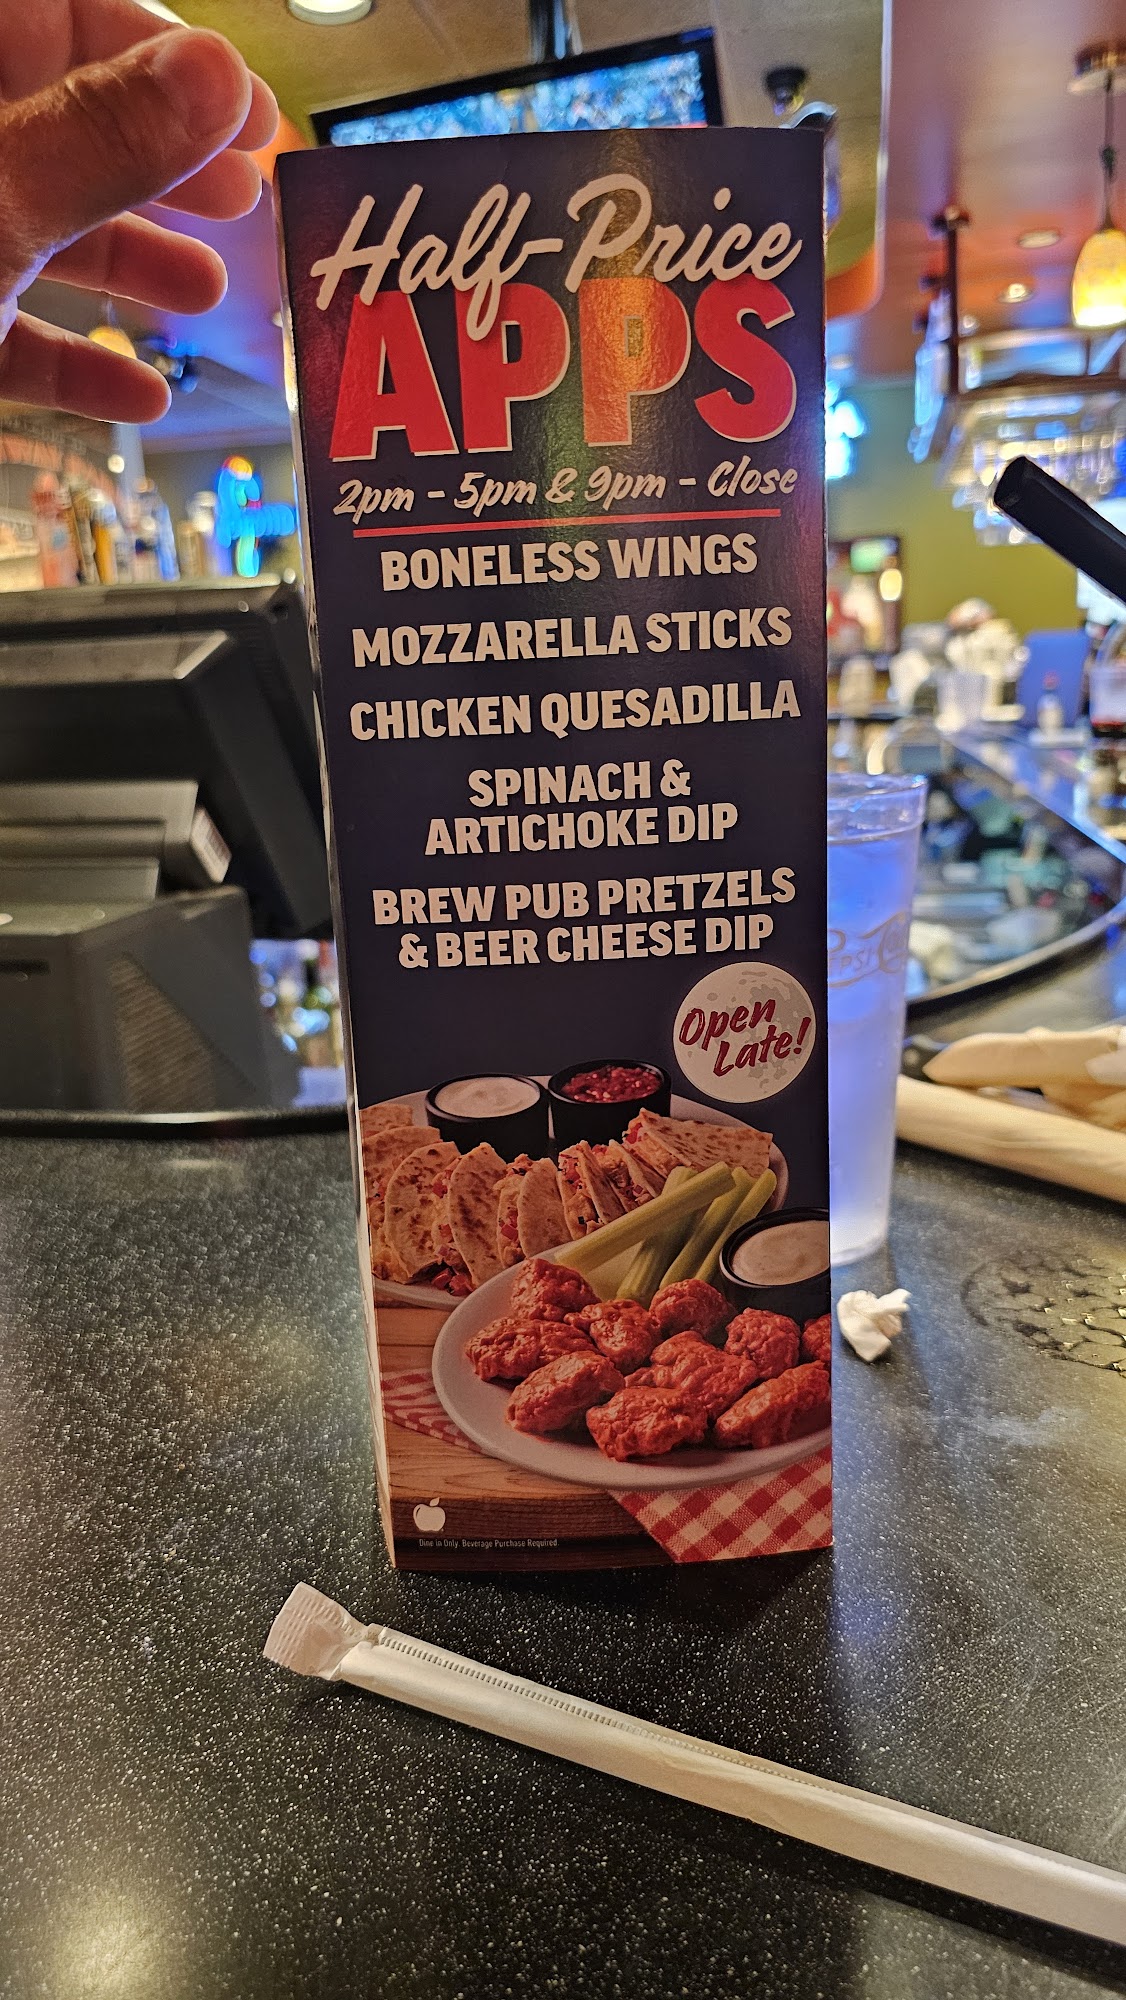 Half-Price
APPS
2pm - 5pm & 9pm - Close
BONELESS WINGS
MOZZARELLA STICKS
CHICKEN QUESADILLA
SPINACH &
ARTICHOKE DIP
BREW PUB PRETZELS
& BEER CHEESE DIP
Open
Late!
Dine in Only. Beverage Purchase Required.